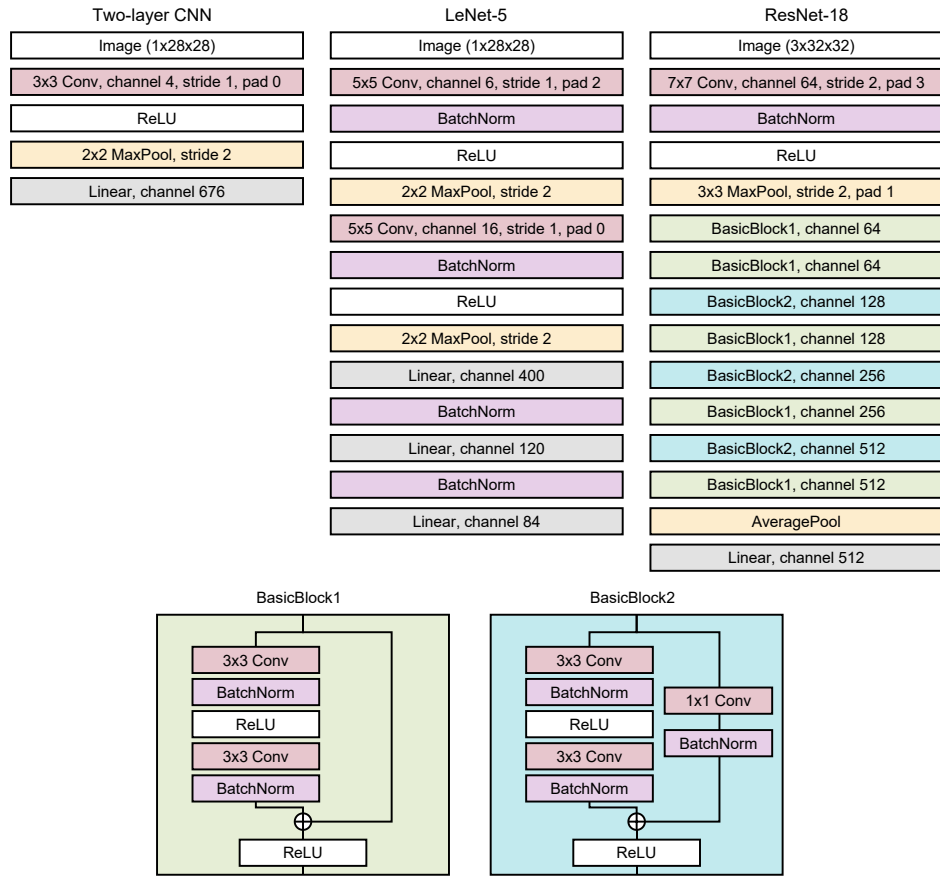 Two-layer CNN
Image (1x28x28)
3x3 Conv, channel 4, stride 1, pad 0
ReLU
2x2 MaxPool, stride 2
Linear, channel 676
LeNet-5
Image (1x28x28)
5x5 Conv, channel 6, stride 1, pad 2
BatchNorm
ReLU
2x2 MaxPool, stride 2
5x5 Conv, channel 16, stride 1, pad 0
BatchNorm
ReLU
2x2 MaxPool, stride 2
Linear, channel 400
BatchNorm
Linear, channel 120
BatchNorm
Linear, channel 84
ResNet-18
Image (3x32x32)
7x7 Conv, channel 64, stride 2, pad 3
BatchNorm
ReLU
3x3 MaxPool, stride 2, pad 1
BasicBlock1, channel 64
BasicBlock1, channel 64
BasicBlock2, channel 128
BasicBlock1, channel 128
BasicBlock2, channel 256
BasicBlock1, channel 256
BasicBlock2, channel 512
BasicBlock1, channel 512
AveragePool
Linear, channel 512
BasicBlock1
3x3 Conv
BatchNorm
ReLU
3x3 Conv
BatchNorm
ReLU
BasicBlock2
3x3 Conv
BatchNorm
ReLU
3x3 Conv
BatchNorm
1x1 Conv
BatchNorm
ReLU